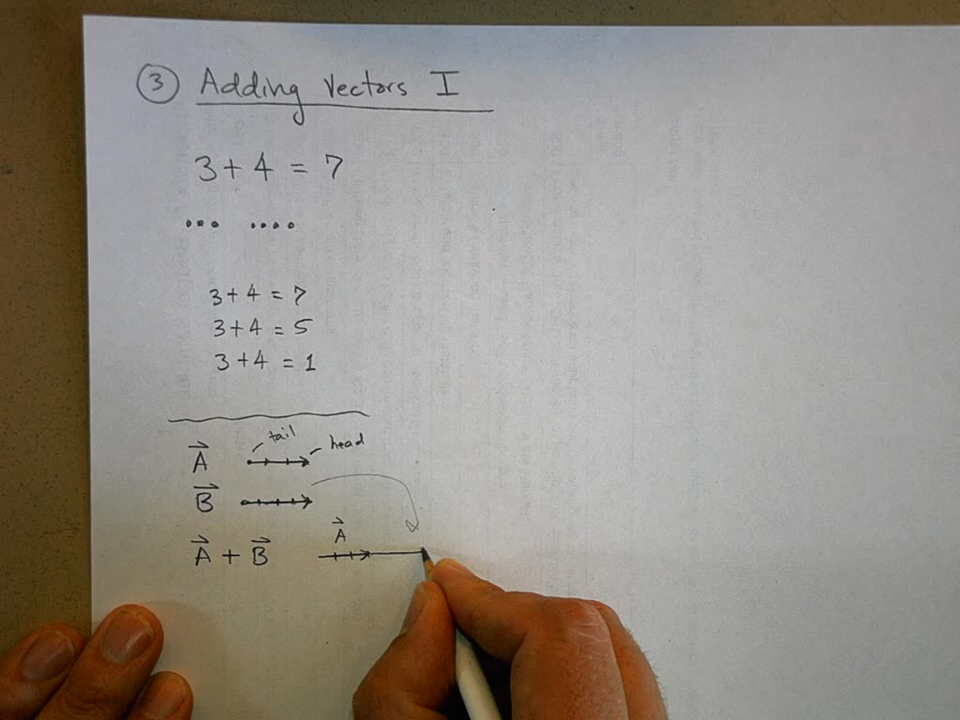 ③ Adding Vectors I
3 + 4 = 7
3 + 4 = 7
3 + 4 = 5
3 + 4 = 1
tail
head
A⃗
B⃗
A⃗
A⃗ + B⃗